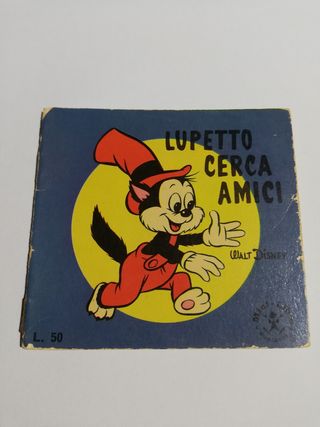 LUPETTO
CERCA
AMICI
WALT DISNEY
L. 50